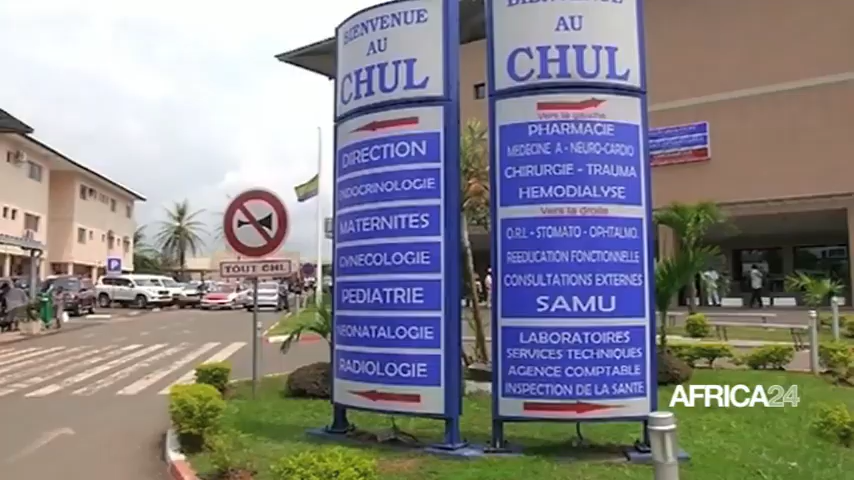 BIENVENUE
AU
CHUL
DIRECTION
ENDOCRINOLOGIE
MATERNITES
GYNECOLOGIE
PEDIATRIE
NEONATALOGIE
RADIOLOGIE
BIENVENUE
AU
CHUL
Vers la gauche
PHARMACIE
MEDECINE A - NEURO-CARDIO
CHIRURGIE - TRAUMA
HEMODIALYSE
Vers la droite
O.R.L - STOMATO - OPHTALMO.
REEDUCATION FONCTIONNELLE
CONSULTATIONS EXTERNES
SAMU
LABORATOIRES
SERVICES TECHNIQUES
AGENCE COMPTABLE
INSPECTION DE LA SANTE
TOUT CHL
P
AFRICA24